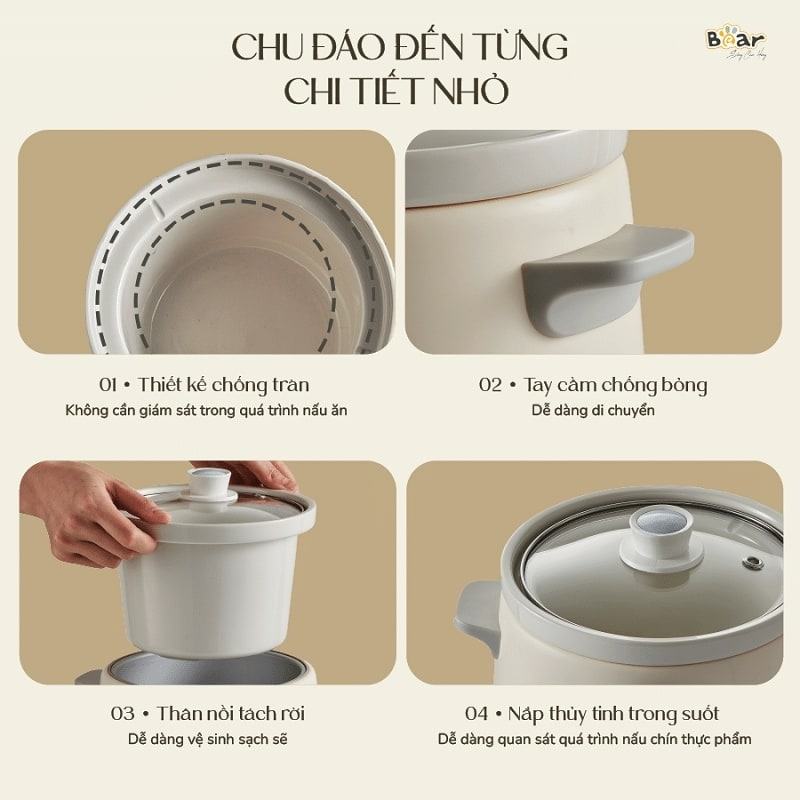 CHU ĐÁO ĐẾN TỪNG
CHI TIẾT NHỎ
Bear
01 • Thiết kế chống tràn
Không cần giám sát trong quá trình nấu ăn
02 • Tay cầm chống bỏng
Dễ dàng di chuyển
03 • Thân nồi tách rời
Dễ dàng vệ sinh sạch sẽ
04 • Nắp thủy tinh trong suốt
Dễ dàng quan sát quá trình nấu chín thực phẩm